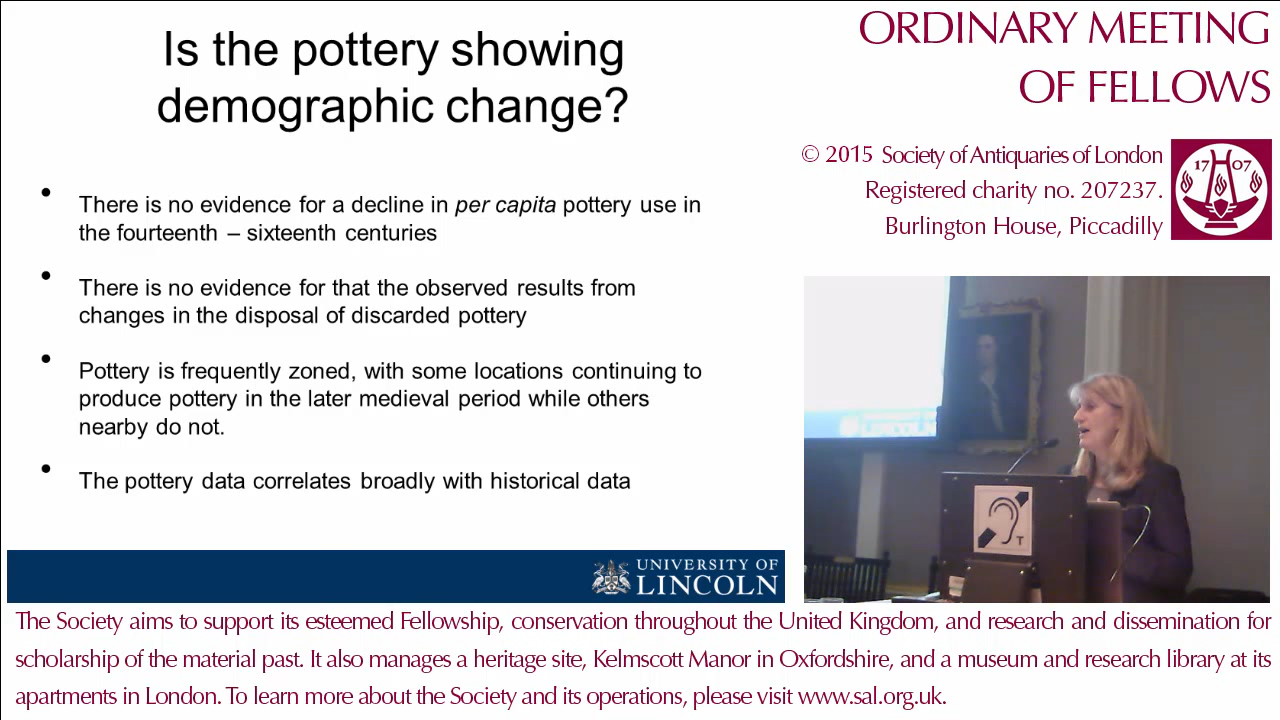 Is the pottery showing
demographic change?
• There is no evidence for a decline in per capita pottery use in
the fourteenth – sixteenth centuries
• There is no evidence for that the observed results from
changes in the disposal of discarded pottery
• Pottery is frequently zoned, with some locations continuing to
produce pottery in the later medieval period while others
nearby do not.
• The pottery data correlates broadly with historical data
UNIVERSITY OF
LINCOLN
ORDINARY MEETING
OF FELLOWS
© 2015 Society of Antiquaries of London
Registered charity no. 207237.
Burlington House, Piccadilly
17 07
LINCOLN
T
The Society aims to support its esteemed Fellowship, conservation throughout the United Kingdom, and research and dissemination for
scholarship of the material past. It also manages a heritage site, Kelmscott Manor in Oxfordshire, and a museum and research library at its
apartments in London. To learn more about the Society and its operations, please visit www.sal.org.uk.